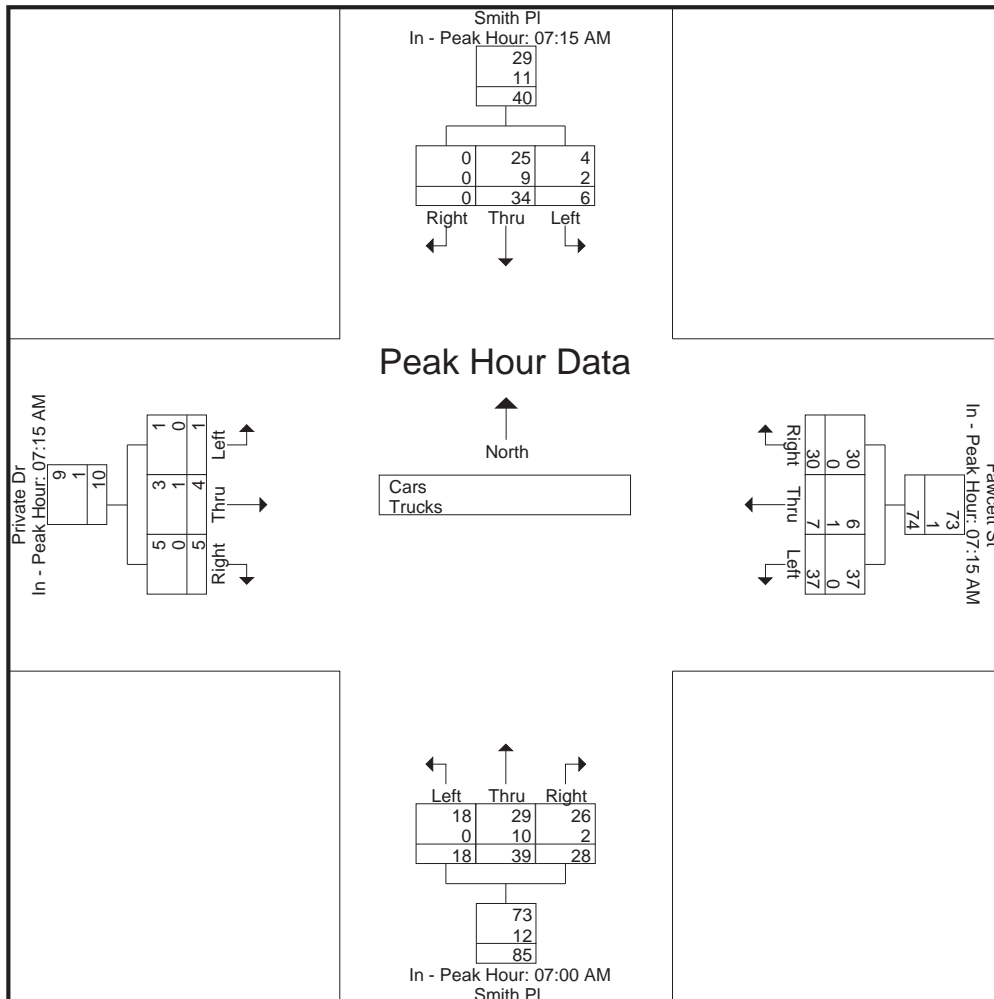 Smith Pl
In - Peak Hour: 07:15 AM
29
11
40
0 25 4
0 9 2
0 34 6
Right Thru Left
Peak Hour Data
North
Cars
Trucks
Private Dr
In - Peak Hour: 07:15 AM
9
1
10
1 0 1
3 1 4
5 0 5
Left
Thru
Right
Right
Thru
Left
30 0 30
7 1 6
37 0 37
73
1
74
In - Peak Hour: 07:15 AM
Fawcett St
Left Thru Right
18 29 26
0 10 2
18 39 28
73
12
85
In - Peak Hour: 07:00 AM
Smith Pl